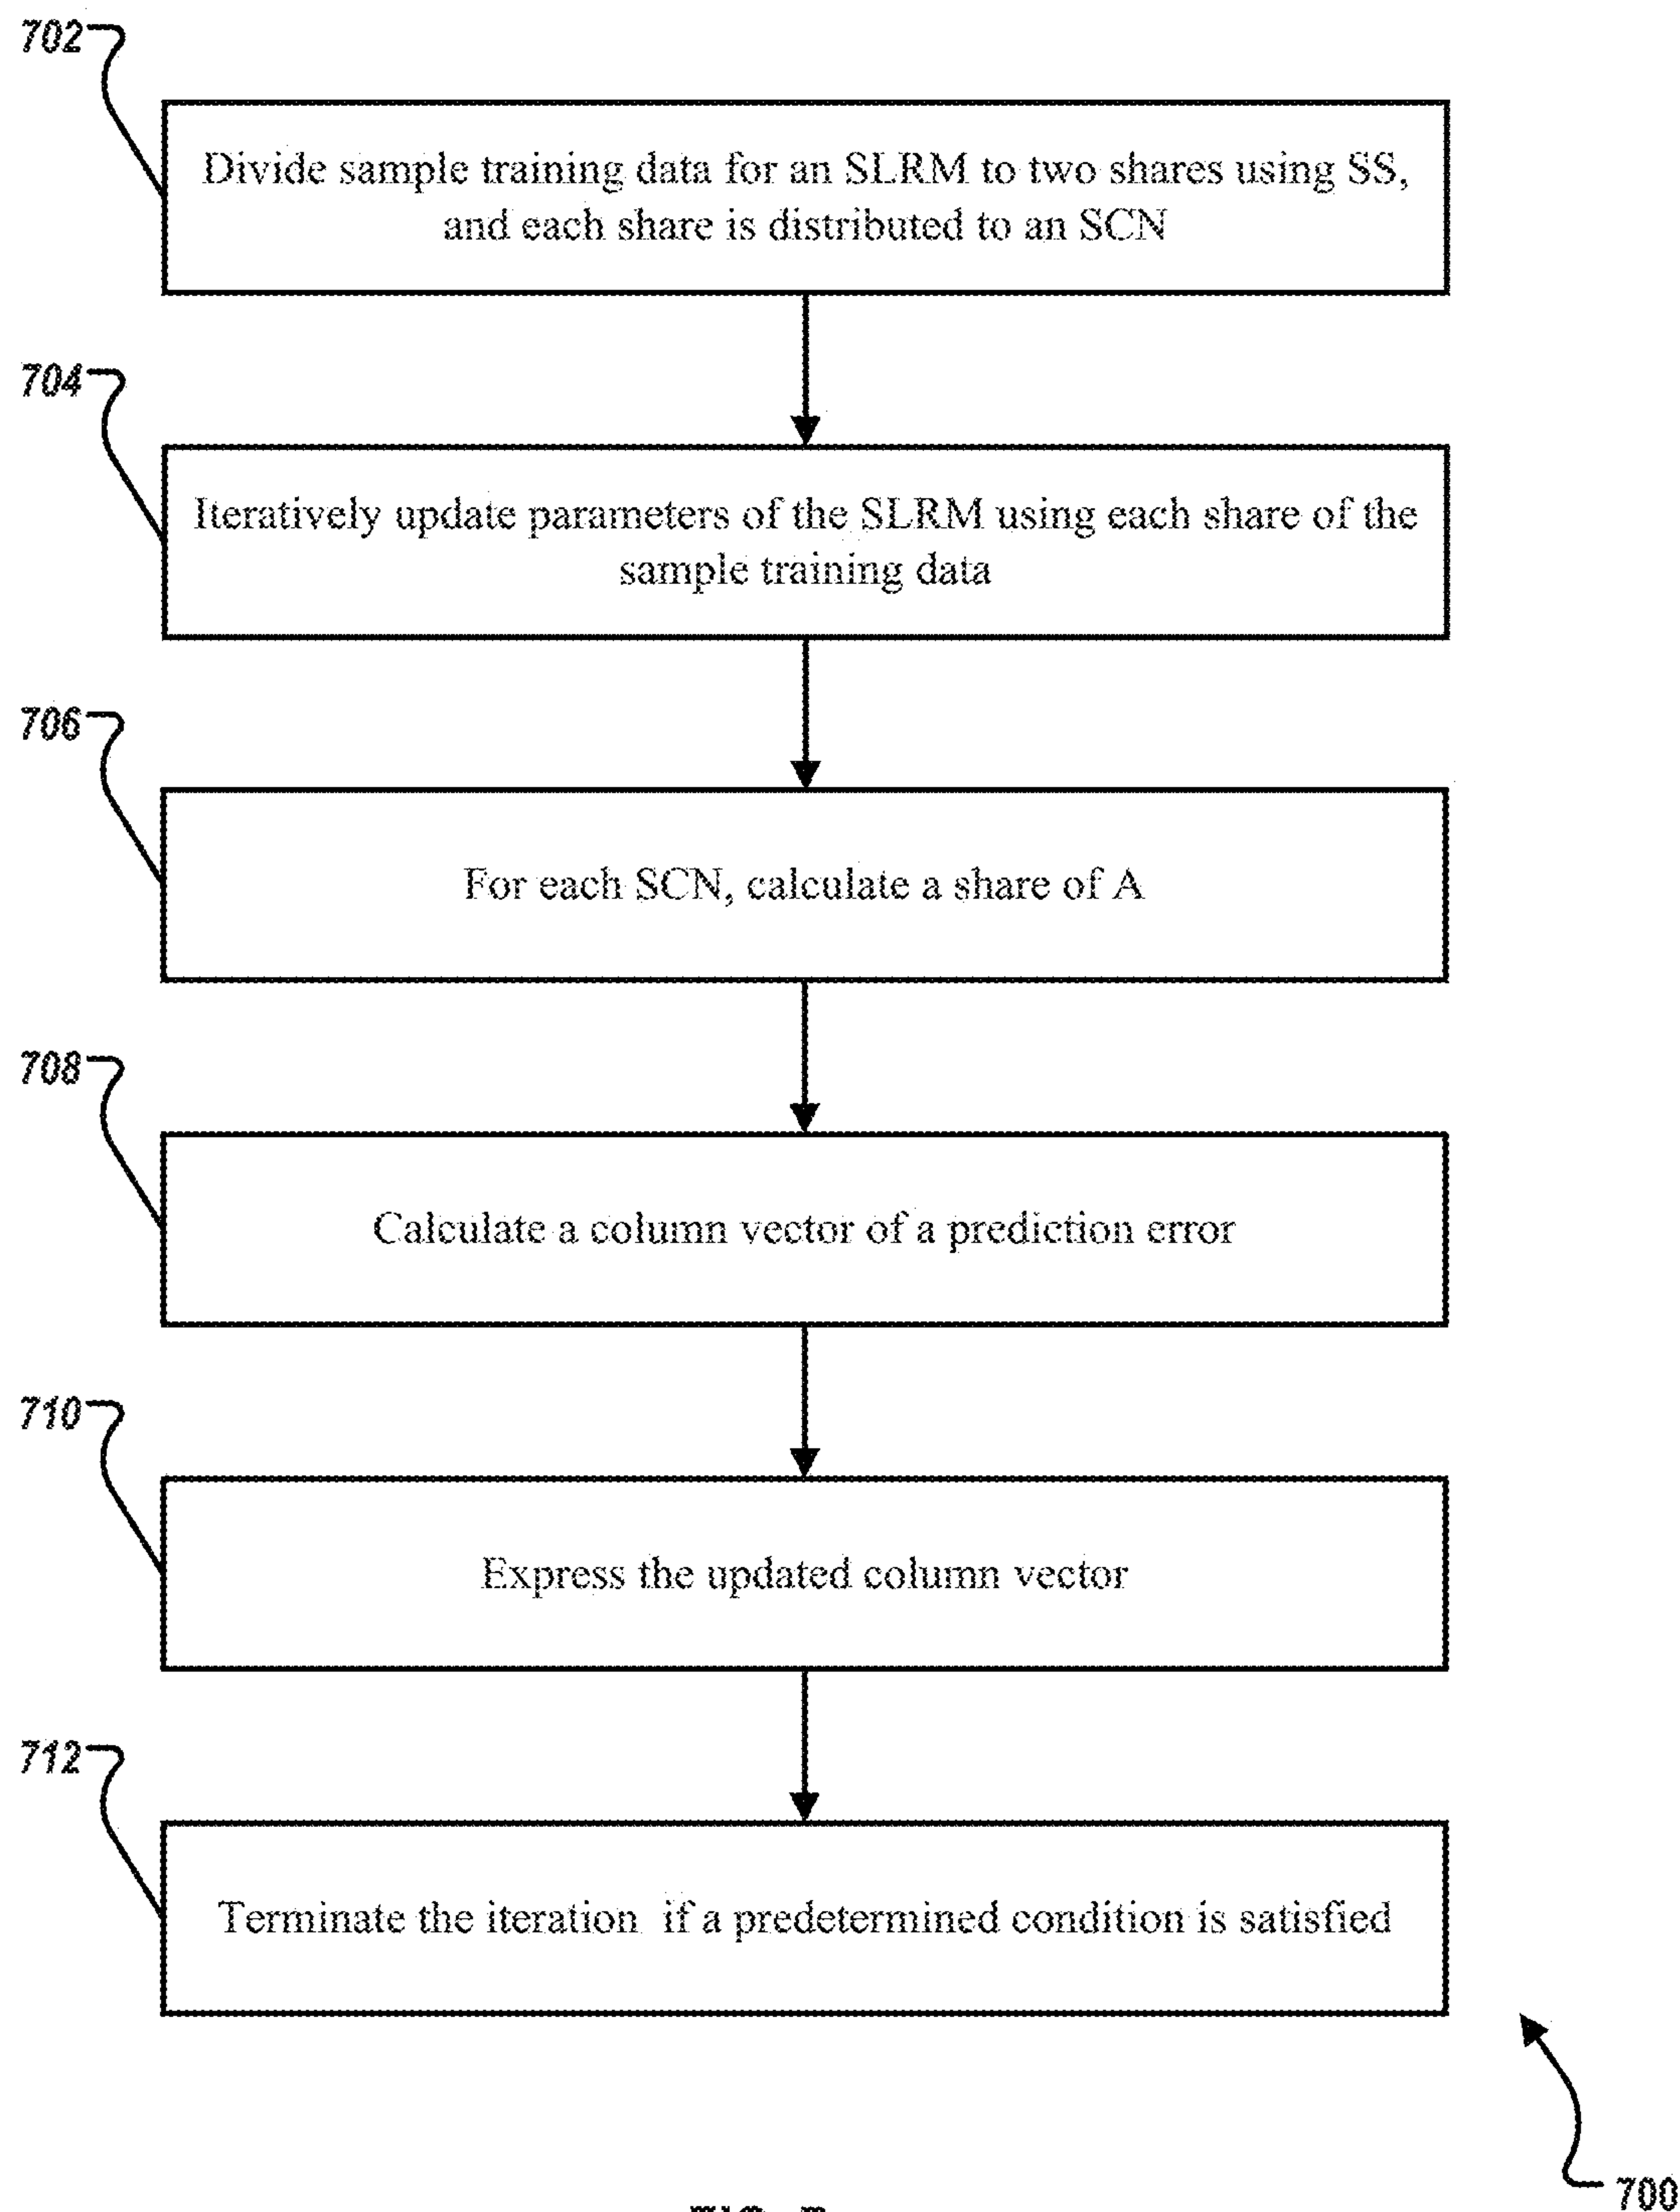 702
Divide sample training data for an SLRM to two shares using SS,
and each share is distributed to an SCN
704
Iteratively update parameters of the SLRM using each share of the
sample training data
706
For each SCN, calculate a share of A
708
Calculate a column vector of a prediction error
710
Express the updated column vector
712
Terminate the iteration if a predetermined condition is satisfied
700